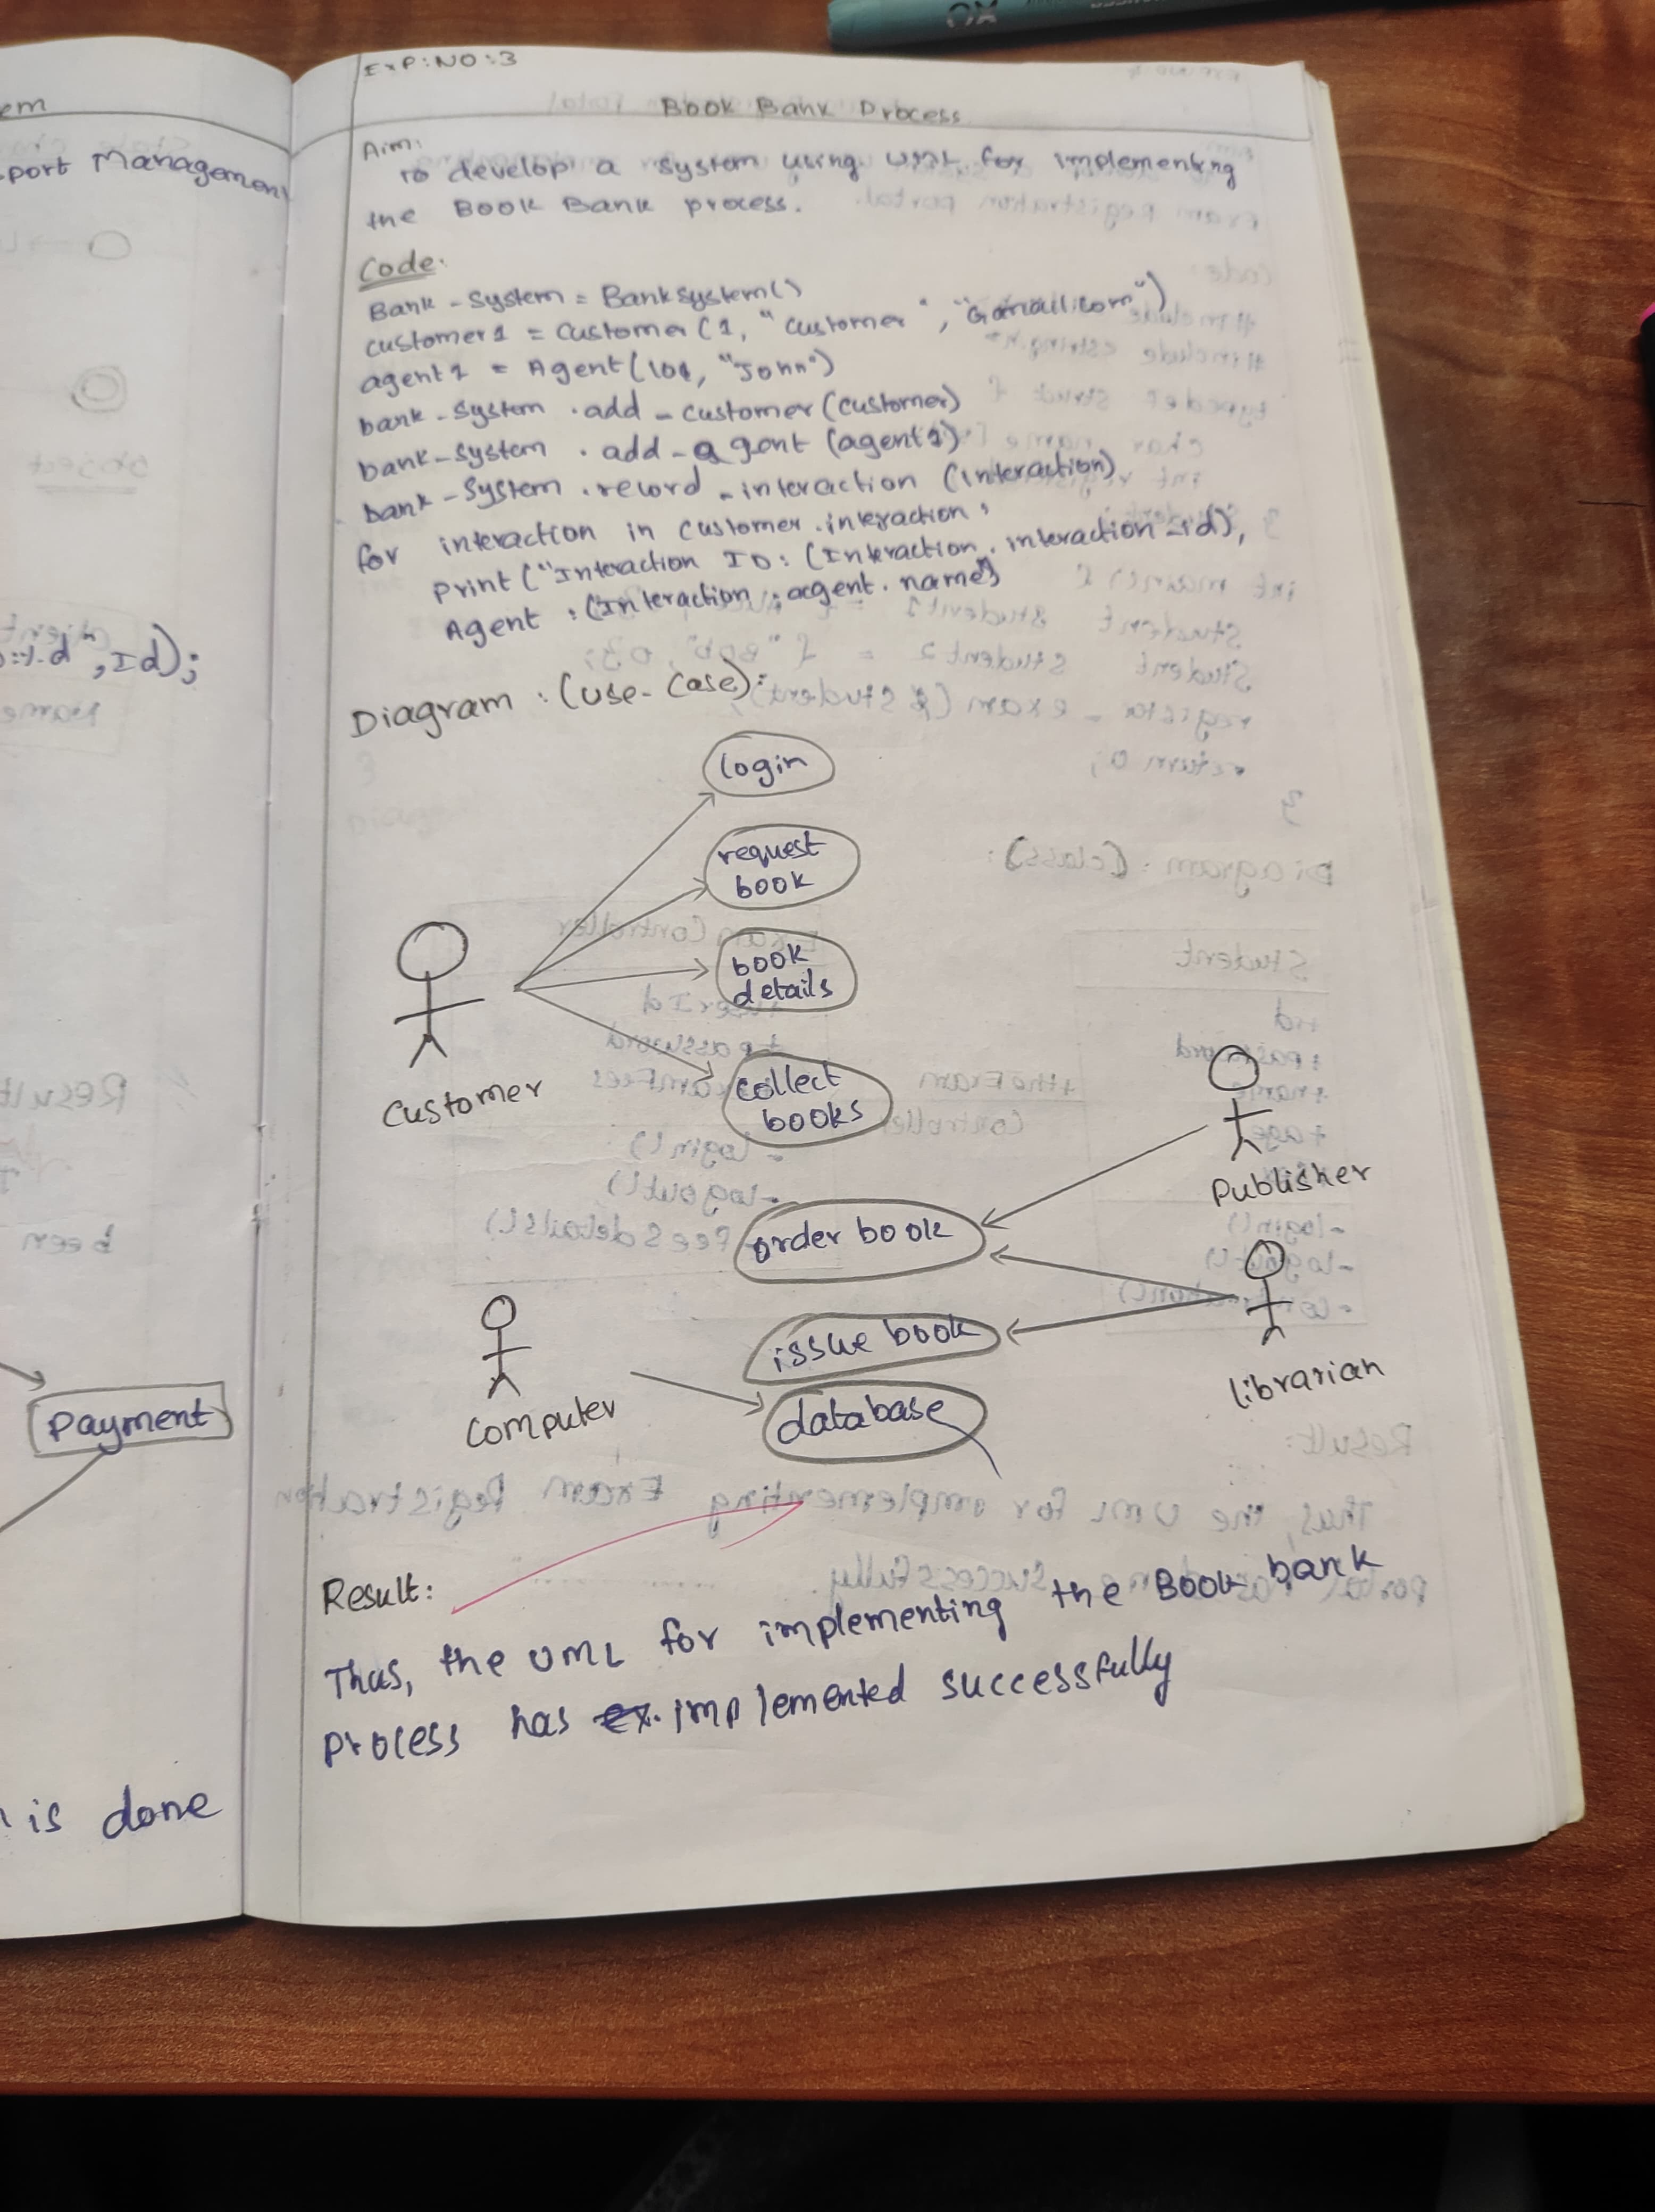 em
port Management
p", Id);
Payment
is done
EXP:NO:3
Book Bank Process
Aim:
To develop a system using UML for implementing
the Book Bank process.
Code:
Bank - System = BankSystem()
customer1 = Customer (1, "customer", "Gamail.com")
agent1 = Agent(101, "John")
bank - System . add - customer (customer)
bank - System . add - agent (agent1)
bank - System . record - interaction (interaction)
for interaction in customer.interaction;
print ("Interaction ID: (Interaction. interaction - id),
Agent : (Interaction . agent. name)
Diagram : (use- case):
login
request
book
book
details
collect
books
Customer
Publisher
order book
issue book
librarian
Computer
database
Result:
Thus, the UML for implementing the Book bank
process has ex. implemented successfully